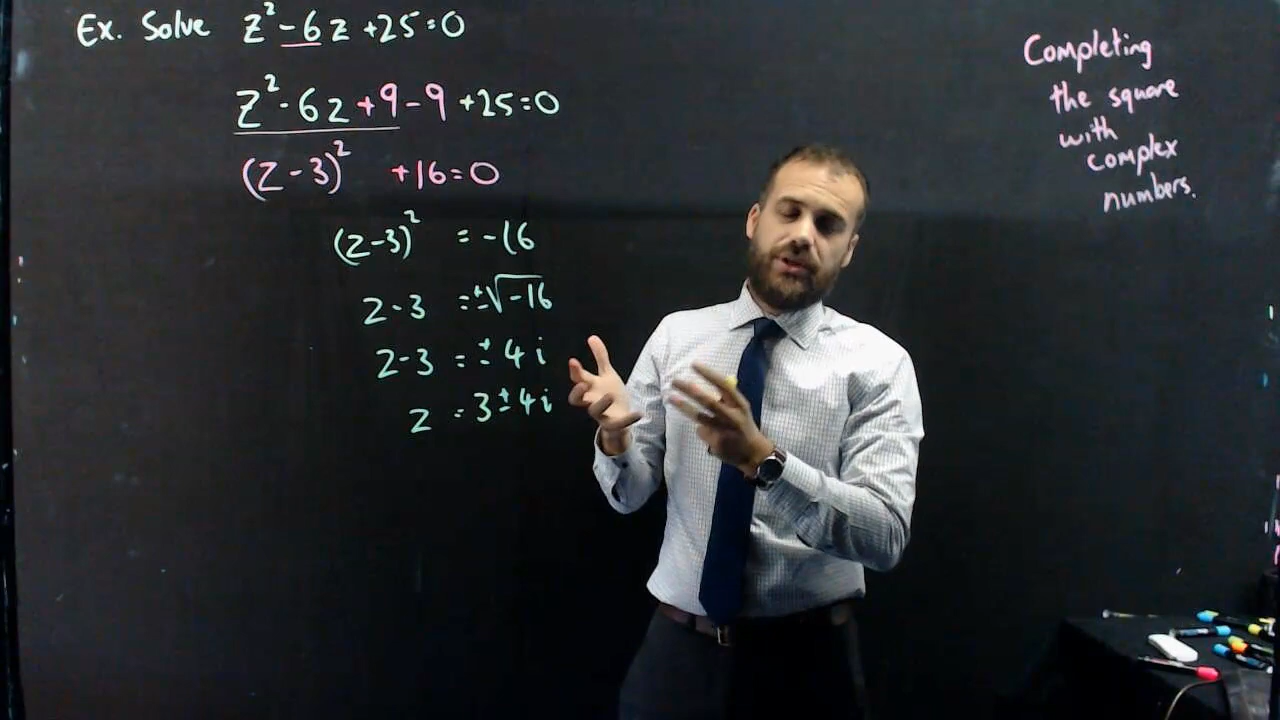 Ex. Solve z² - 6z + 25 = 0
z² - 6z + 9 - 9 + 25 = 0
(z - 3)² + 16 = 0
(z - 3)² = -16
z - 3 = ±√-16
z - 3 = ± 4i
z = 3 ± 4i
Completing
the square
with
complex
numbers.